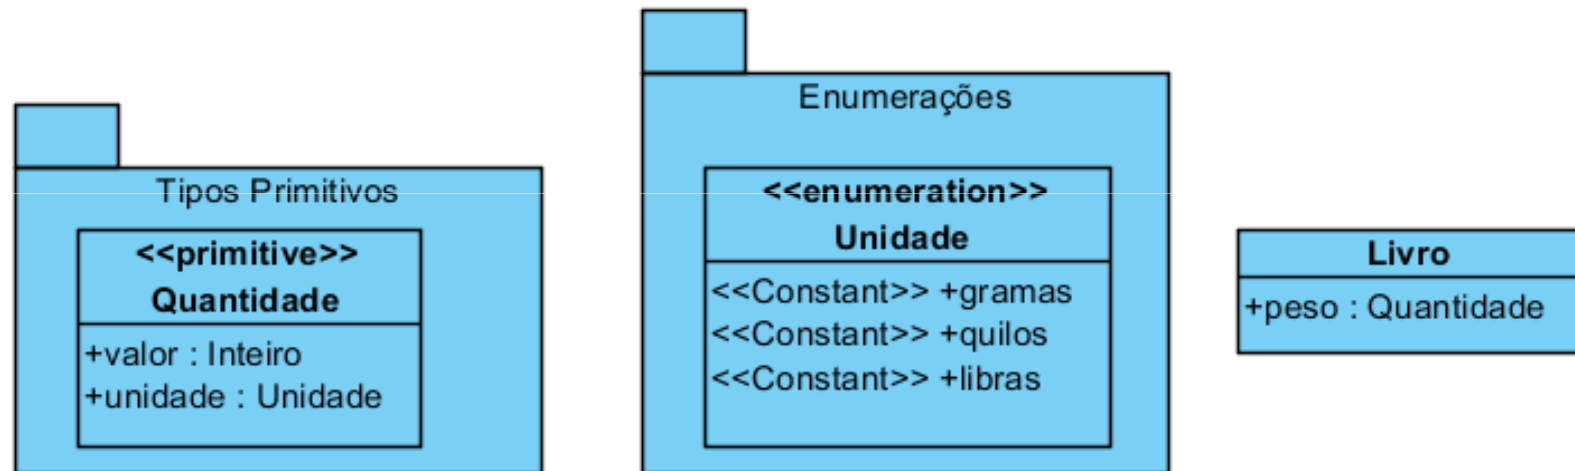 Tipos Primitivos
<<primitive>>
Quantidade
+valor : Inteiro
+unidade : Unidade
Enumerações
<<enumeration>>
Unidade
<<Constant>> +gramas
<<Constant>> +quilos
<<Constant>> +libras
Livro
+peso : Quantidade